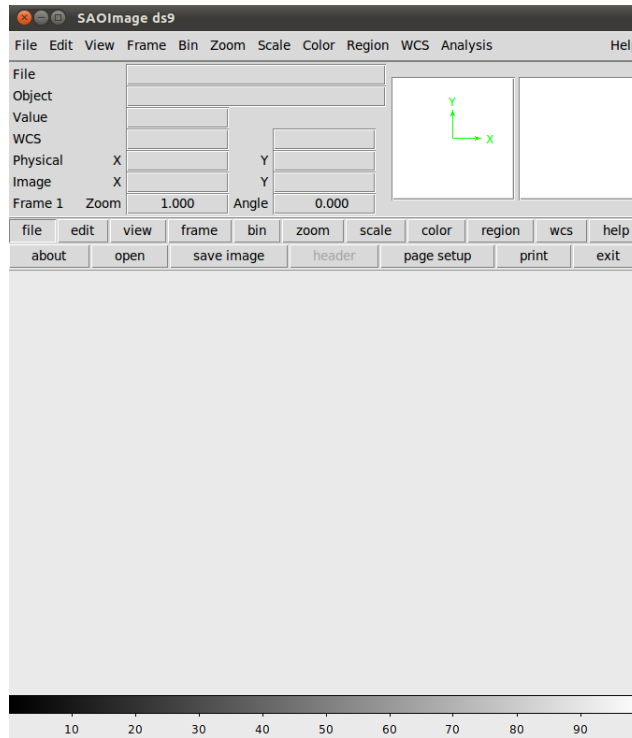 SAOImage ds9
File Edit View Frame Bin Zoom Scale Color Region WCS Analysis Hel
File
Object
Value
WCS
Physical X Y
Image X Y
Frame 1 Zoom 1.000 Angle 0.000
Y
X
file edit view frame bin zoom scale color region wcs help
about open save image header page setup print exit
10 20 30 40 50 60 70 80 90